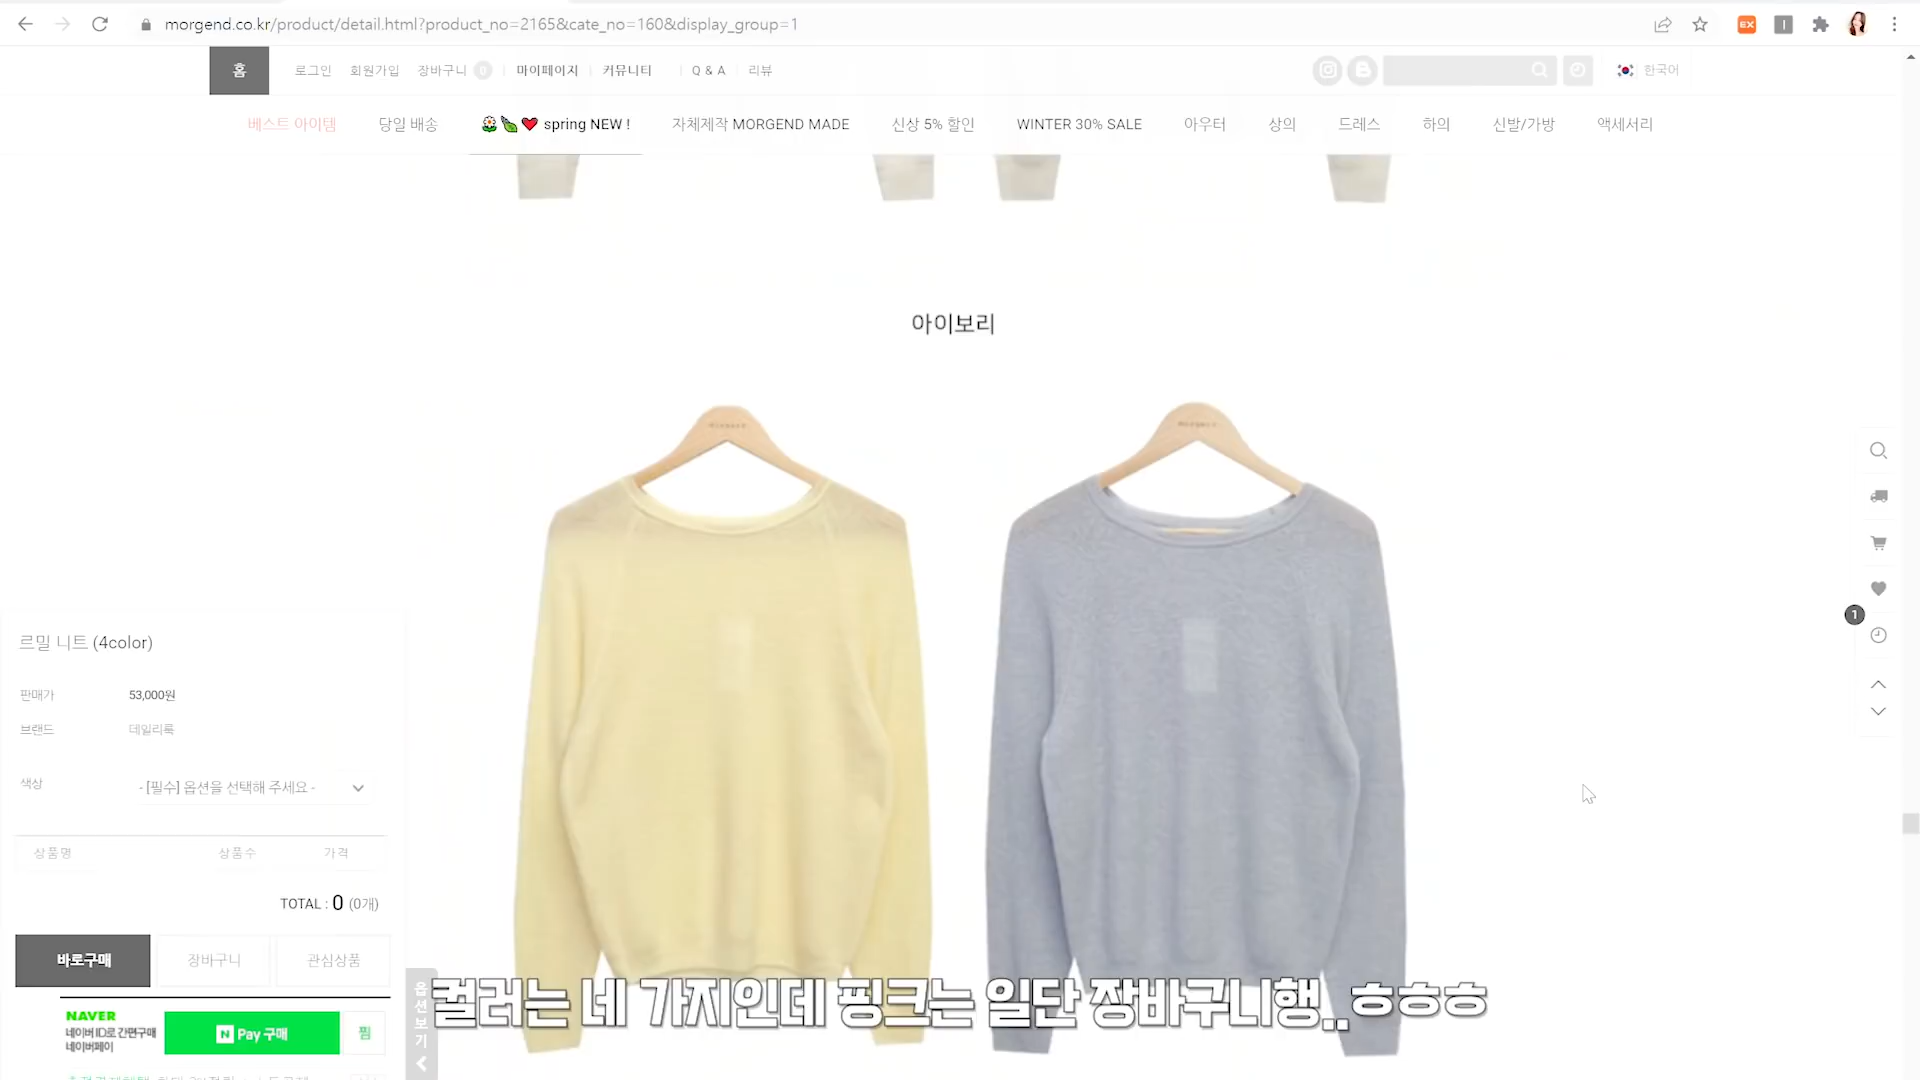 morgend.co.kr/product/detail.html?product_no=2165&cate_no=160&display_group=1
EX
홈
로그인 회원가입 장바구니 0 마이페이지 커뮤니티 Q & A 리뷰
한국어
베스트 아이템 당일 배송 spring NEW ! 자체제작 MORGEND MADE 신상 5% 할인 WINTER 30% SALE 아우터 상의 드레스 하의 신발/가방 액세서리
아이보리
르밀 니트 (4color)
판매가 53,000원
브랜드 데일리룩
색상 - [필수] 옵션을 선택해 주세요 -
상품명 상품수 가격
TOTAL : 0 (0개)
바로구매 장바구니 관심상품
NAVER
네이버 ID로 간편구매
네이버페이
N Pay 구매
찜
옵션보기
1
컬러는 네 가지인데 핑크는 일단 장바구니행..ㅎㅎㅎ